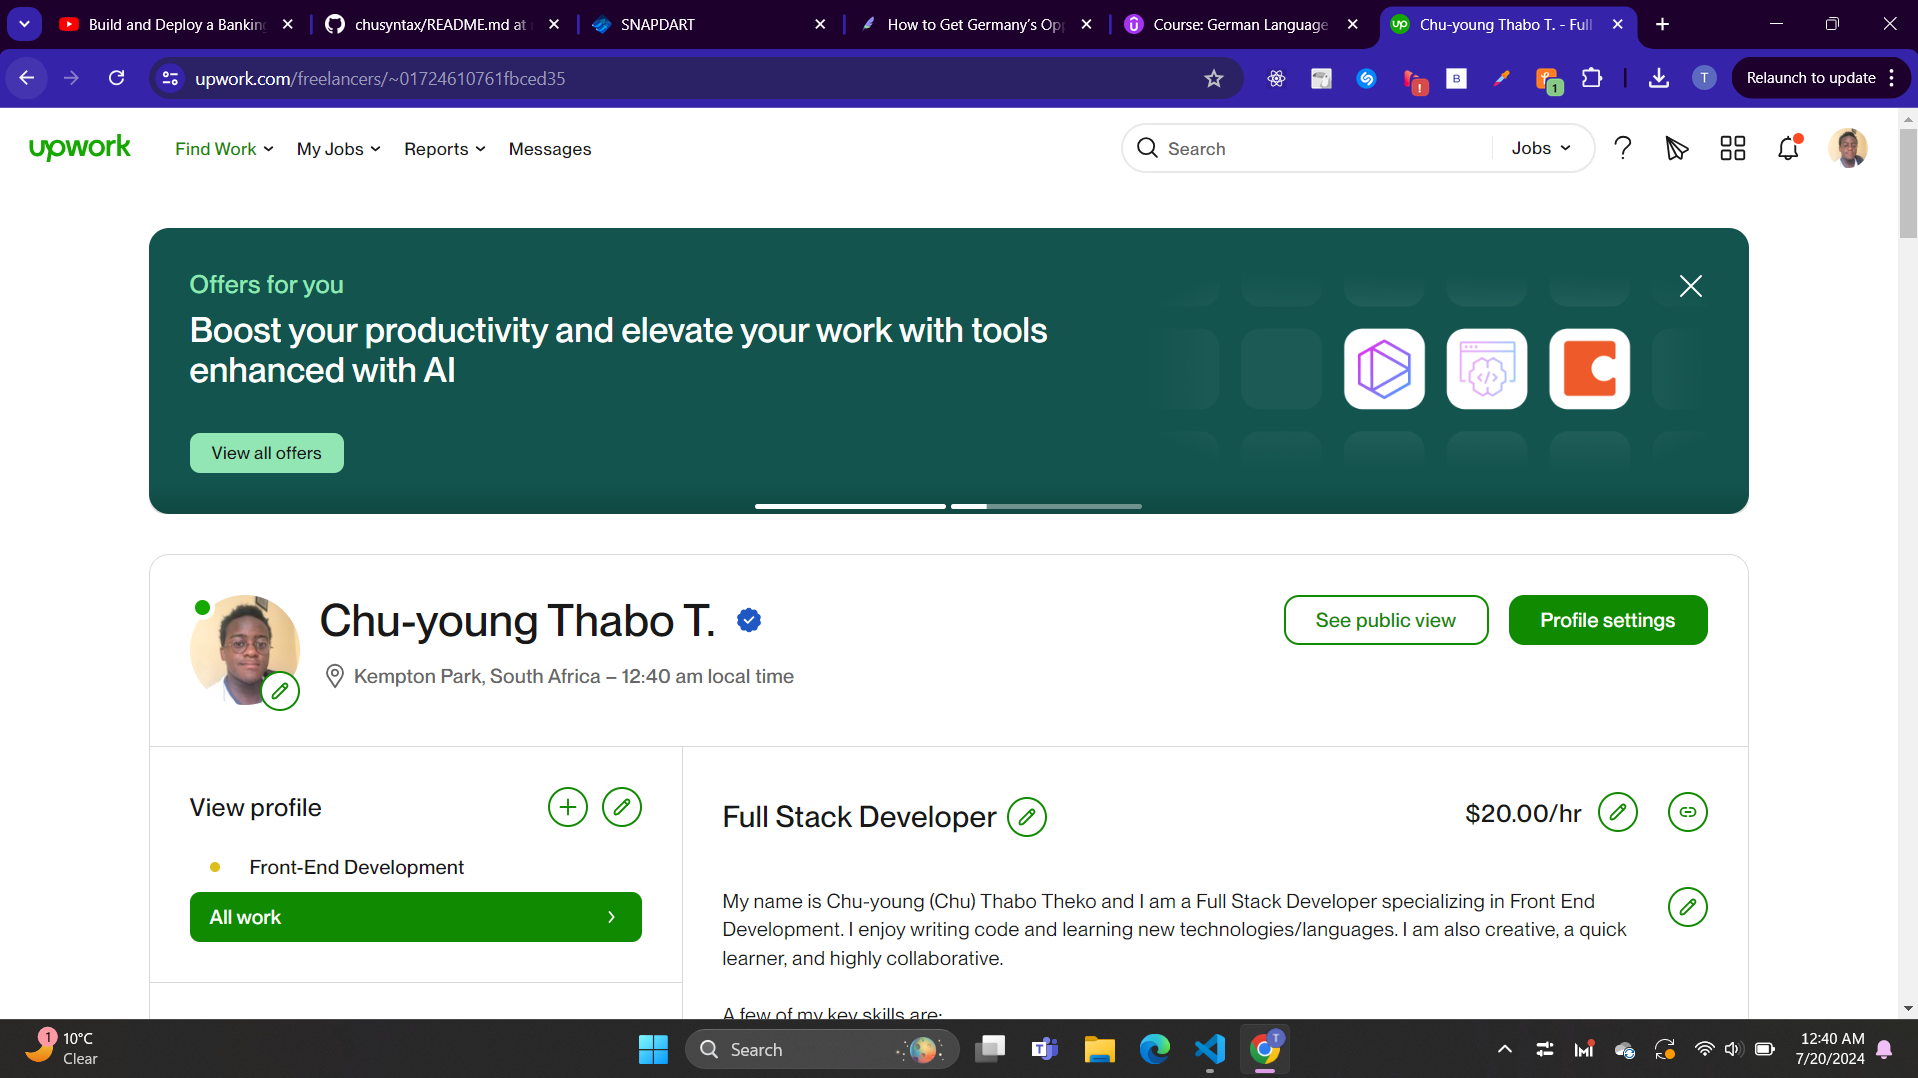 Build and Deploy a Banking
chusyntax/README.md at
SNAPDART
How to Get Germany's Opp
Course: German Language
Chu-young Thabo T. - Full
upwork.com/freelancers/~01724610761fbced35
B
!
1
T
Relaunch to update
upwork
Find Work
My Jobs
Reports
Messages
Search
Jobs
Offers for you
Boost your productivity and elevate your work with tools
enhanced with AI
View all offers
Chu-young Thabo T.
Kempton Park, South Africa – 12:40 am local time
See public view
Profile settings
View profile
Front-End Development
All work
Full Stack Developer
$20.00/hr
My name is Chu-young (Chu) Thabo Theko and I am a Full Stack Developer specializing in Front End
Development. I enjoy writing code and learning new technologies/languages. I am also creative, a quick
learner, and highly collaborative.
A few of my key skills are:
1
10°C
Clear
Search
T
12:40 AM
7/20/2024